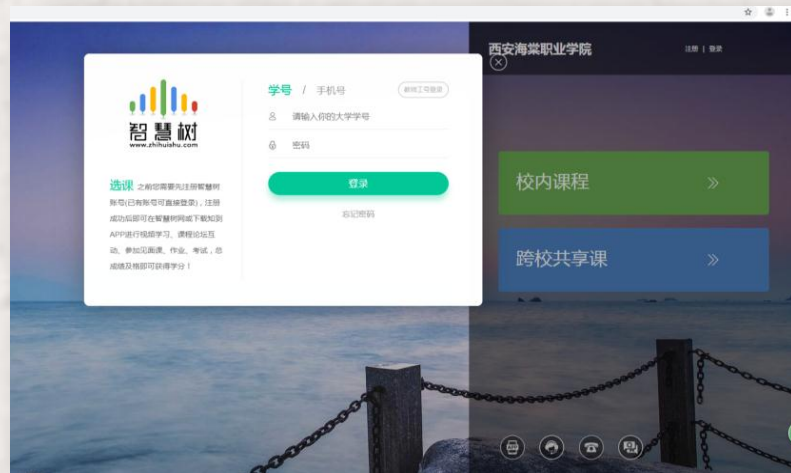 西安海棠职业学院
注册 | 登录
智慧树
www.zhihuishu.com
选课 之前您需要先注册智慧树
账号(已有账号可直接登录)，注册
成功后即可在智慧树网或下载知到
APP进行视频学习、课程论坛互
动、参加见面课、作业、考试，总
成绩及格即可获得学分！
学号 / 手机号
教师工号登录
请输入你的大学学号
密码
登录
忘记密码
校内课程
跨校共享课